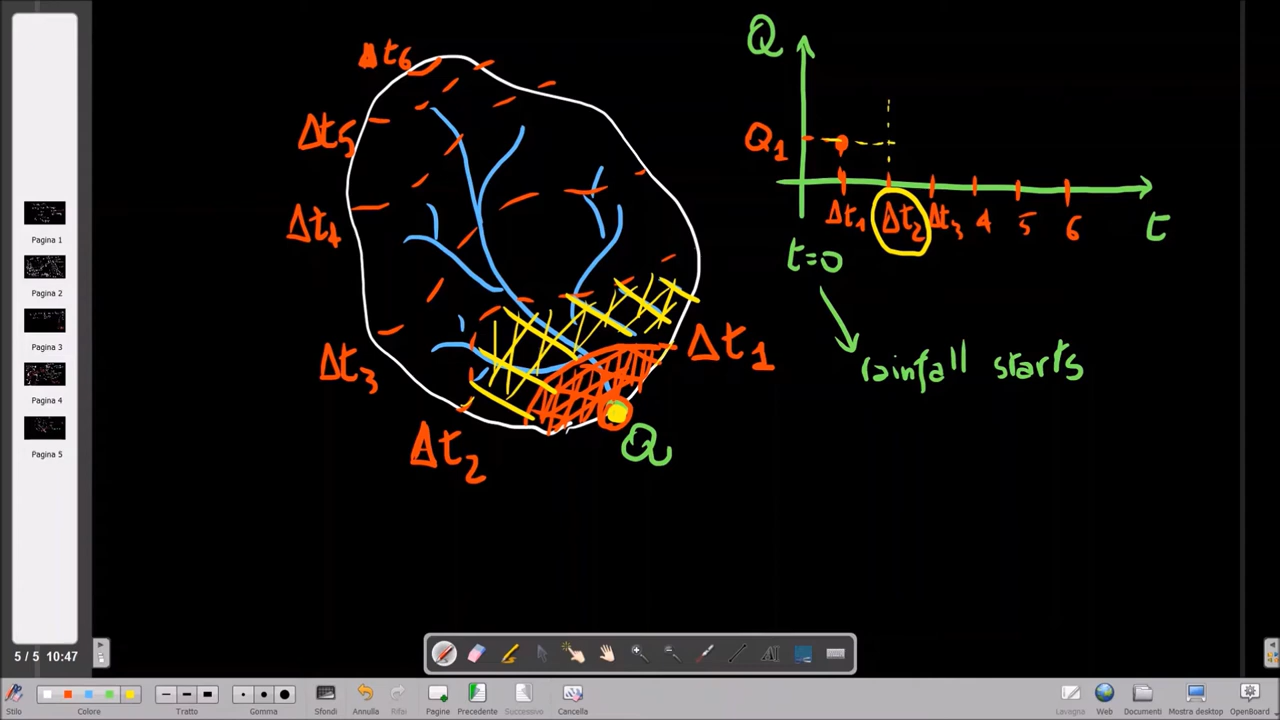 Δt6
Δt5
Δt4
Δt3
Δt2
Δt1
Q
Q
Q1
Δt1 Δt2 Δt3 4 5 6
t
t=0
rainfall starts
Pagina 1
Pagina 2
Pagina 3
Pagina 4
Pagina 5
5 / 5 10:47
Stilo Colore Tratto Gomma Sfondi Annulla Rifai Pagine Precedente Successivo Cancella Lavagna Web Documenti Mostra desktop OpenBoard
AI